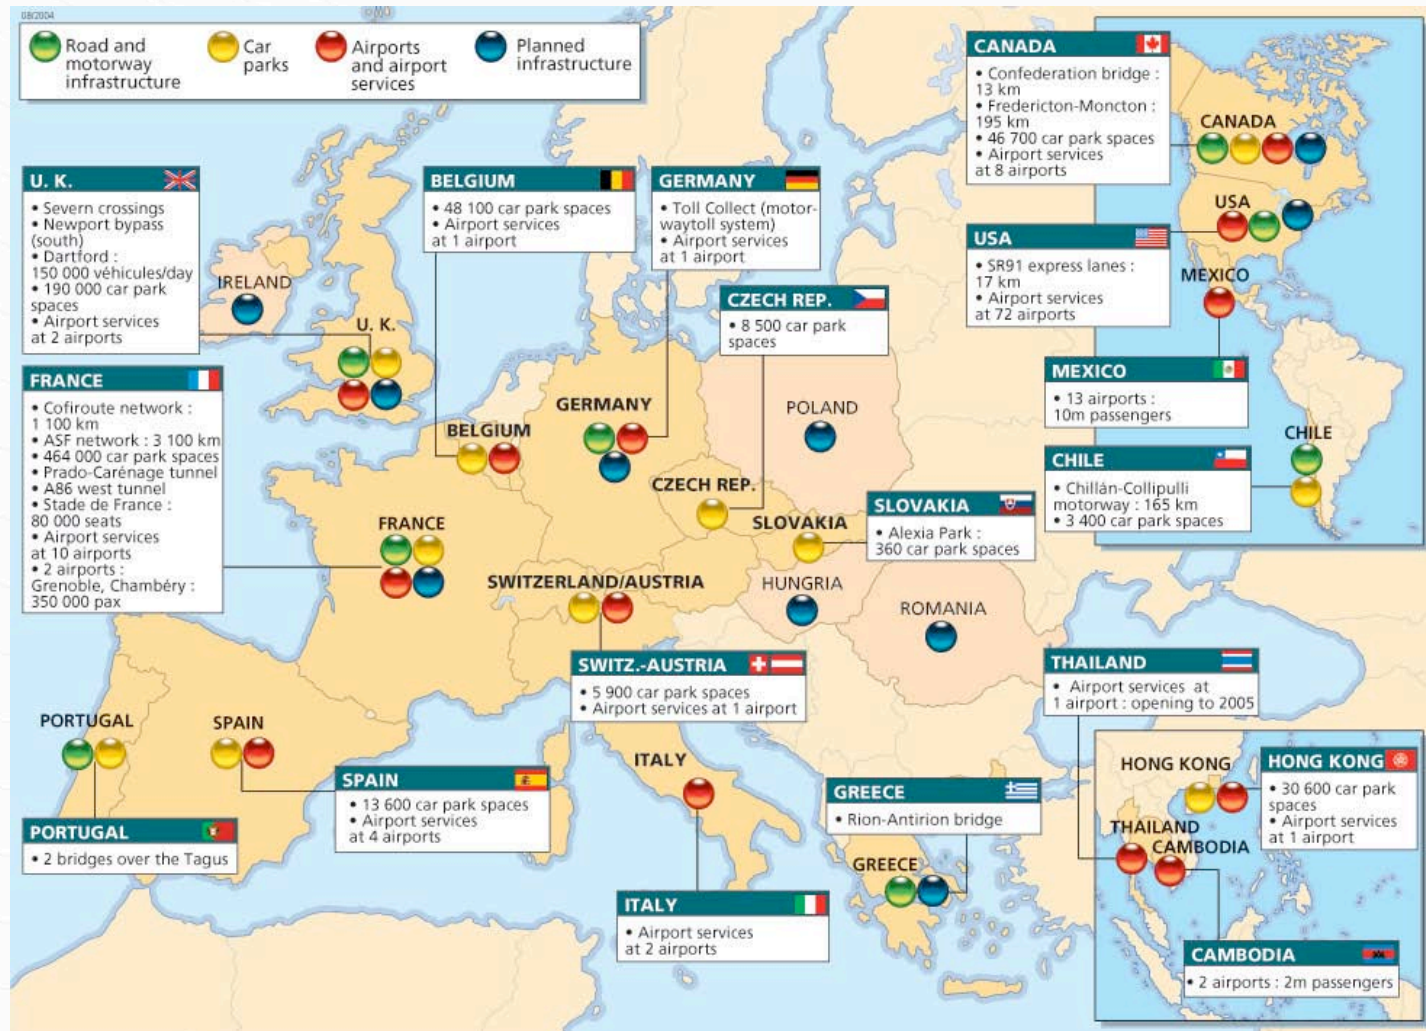 08/2004
Road and
motorway
infrastructure
Car
parks
Airports
and airport
services
Planned
infrastructure
CANADA
• Confederation bridge :
13 km
• Fredericton-Moncton :
195 km
• 46 700 car park spaces
• Airport services
at 8 airports
CANADA
USA
MEXICO
CHILE
USA
• SR91 express lanes :
17 km
• Airport services
at 72 airports
MEXICO
• 13 airports :
10m passengers
CHILE
• Chillán-Collipulli
motorway : 165 km
• 3 400 car park spaces
U. K.
• Severn crossings
• Newport bypass
(south)
• Dartford :
150 000 véhicules/day
• 190 000 car park
spaces
• Airport services
at 2 airports
BELGIUM
• 48 100 car park spaces
• Airport services
at 1 airport
GERMANY
• Toll Collect (motor-
waytoll system)
• Airport services
at 1 airport
CZECH REP.
• 8 500 car park
spaces
IRELAND
U. K.
FRANCE
• Cofiroute network :
1 100 km
• ASF network : 3 100 km
• 464 000 car park spaces
• Prado-Carénage tunnel
• A86 west tunnel
• Stade de France :
80 000 seats
• Airport services
at 10 airports
• 2 airports :
Grenoble, Chambéry :
350 000 pax
GERMANY
POLAND
BELGIUM
CZECH REP.
SLOVAKIA
FRANCE
SLOVAKIA
• Alexia Park :
360 car park spaces
SWITZERLAND/AUSTRIA
HUNGRIA
ROMANIA
SWITZ.-AUSTRIA
• 5 900 car park spaces
• Airport services at 1 airport
THAILAND
• Airport services at
1 airport : opening to 2005
PORTUGAL
SPAIN
ITALY
SPAIN
• 13 600 car park spaces
• Airport services
at 4 airports
PORTUGAL
• 2 bridges over the Tagus
GREECE
• Rion-Antirion bridge
GREECE
ITALY
• Airport services
at 2 airports
HONG KONG
THAILAND
CAMBODIA
HONG KONG
• 30 600 car park
spaces
• Airport services
at 1 airport
CAMBODIA
• 2 airports : 2m passengers